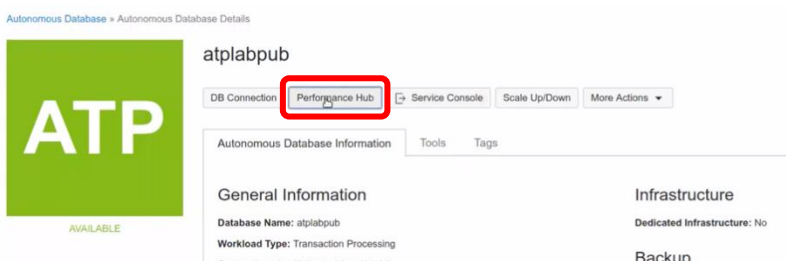 Autonomous Database » Autonomous Database Details
ATP
AVAILABLE
atplabpub
DB Connection Performance Hub Service Console Scale Up/Down More Actions
Autonomous Database Information Tools Tags
General Information
Database Name: atplabpub
Workload Type: Transaction Processing
Infrastructure
Dedicated Infrastructure: No
Backup